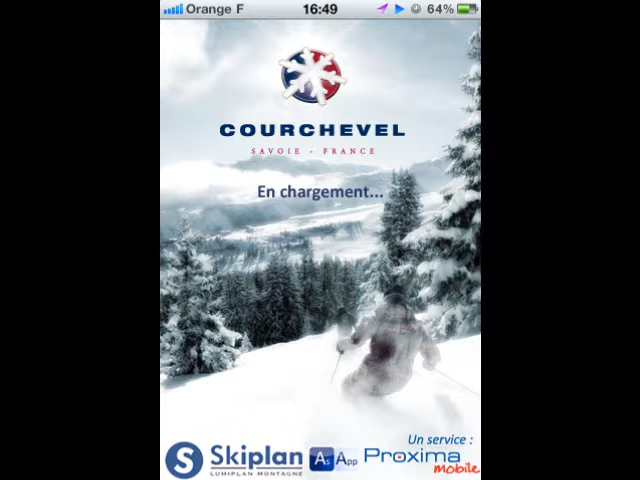 Orange F 16:49 64%
COURCHEVEL
SAVOIE - FRANCE
En chargement...
Un service :
S Skiplan As App Proxima
LUMIPLAN MONTAGNE mobile